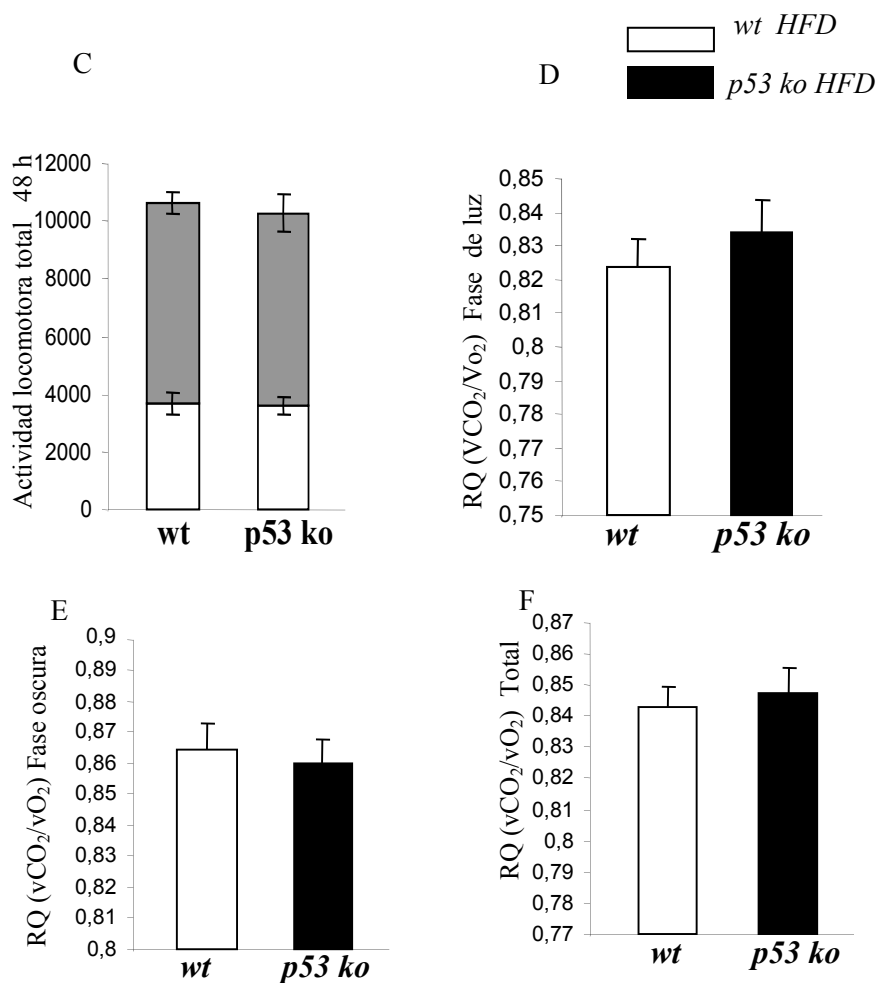 wt HFD
p53 ko HFD
C
Actividad locomotora total 48 h
12000
10000
8000
6000
4000
2000
0
wt p53 ko
D
RQ (VCO₂/Vo₂) Fase de luz
0,85
0,84
0,83
0,82
0,81
0,8
0,79
0,78
0,77
0,76
0,75
wt p53 ko
E
RQ (vCO₂/vO₂) Fase oscura
0,9
0,89
0,88
0,87
0,86
0,85
0,84
0,83
0,82
0,81
0,8
wt p53 ko
F
RQ (vCO₂/vO₂) Total
0,87
0,86
0,85
0,84
0,83
0,82
0,81
0,8
0,79
0,78
0,77
wt p53 ko